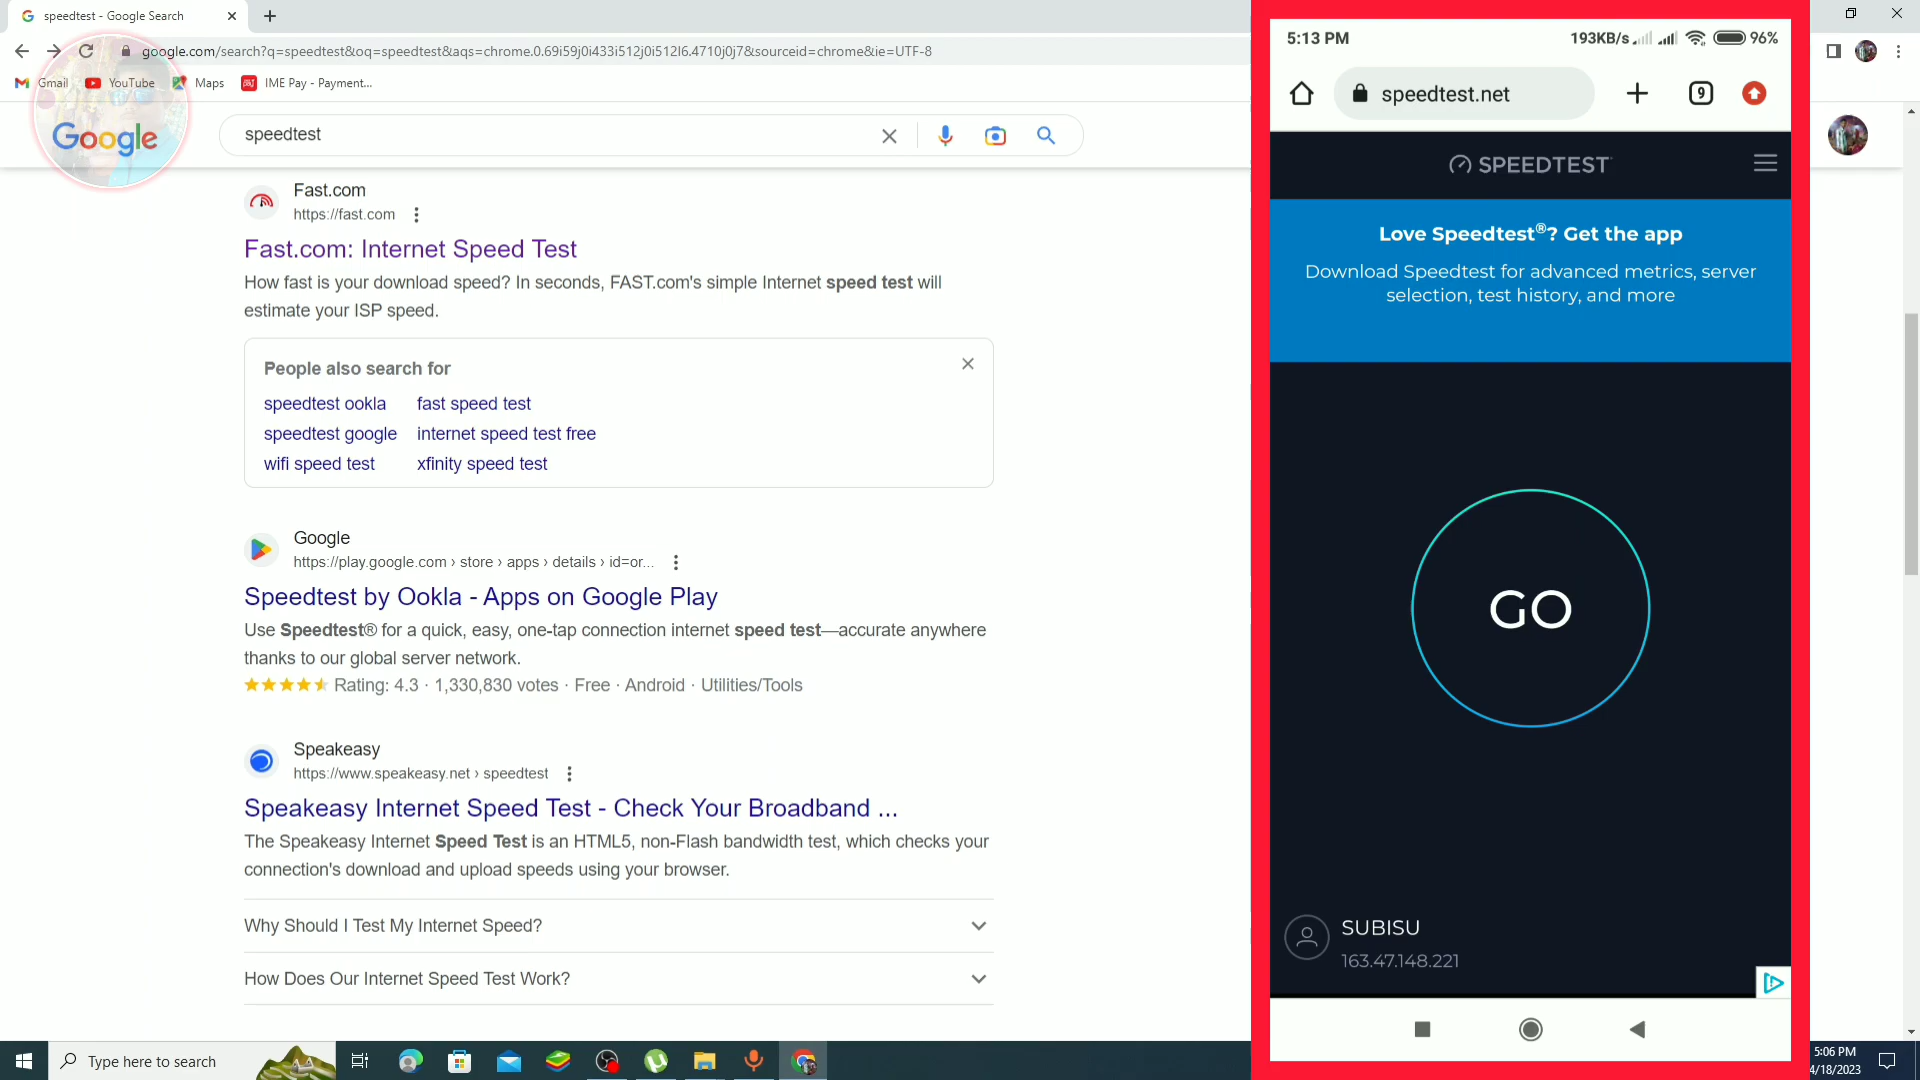 speedtest - Google Search
google.com/search?q=speedtest&oq=speedtest&aqs=chrome.0.69i59j0i433i512j0i512l6.4710j0j7&sourceid=chrome&ie=UTF-8
Gmail YouTube Maps IME Pay - Payment...
Google
speedtest
Fast.com
https://fast.com
Fast.com: Internet Speed Test
How fast is your download speed? In seconds, FAST.com's simple Internet speed test will
estimate your ISP speed.
People also search for
speedtest ookla fast speed test
speedtest google internet speed test free
wifi speed test xfinity speed test
Google
https://play.google.com › store › apps › details › id=or...
Speedtest by Ookla - Apps on Google Play
Use Speedtest® for a quick, easy, one-tap connection internet speed test—accurate anywhere
thanks to our global server network.
Rating: 4.3 · 1,330,830 votes · Free · Android · Utilities/Tools
Speakeasy
https://www.speakeasy.net › speedtest
Speakeasy Internet Speed Test - Check Your Broadband ...
The Speakeasy Internet Speed Test is an HTML5, non-Flash bandwidth test, which checks your
connection's download and upload speeds using your browser.
Why Should I Test My Internet Speed?
How Does Our Internet Speed Test Work?
5:13 PM 193KB/s 96%
speedtest.net 9
SPEEDTEST
Love Speedtest®? Get the app
Download Speedtest for advanced metrics, server
selection, test history, and more
GO
SUBISU
163.47.148.221
Type here to search
5:06 PM
4/18/2023